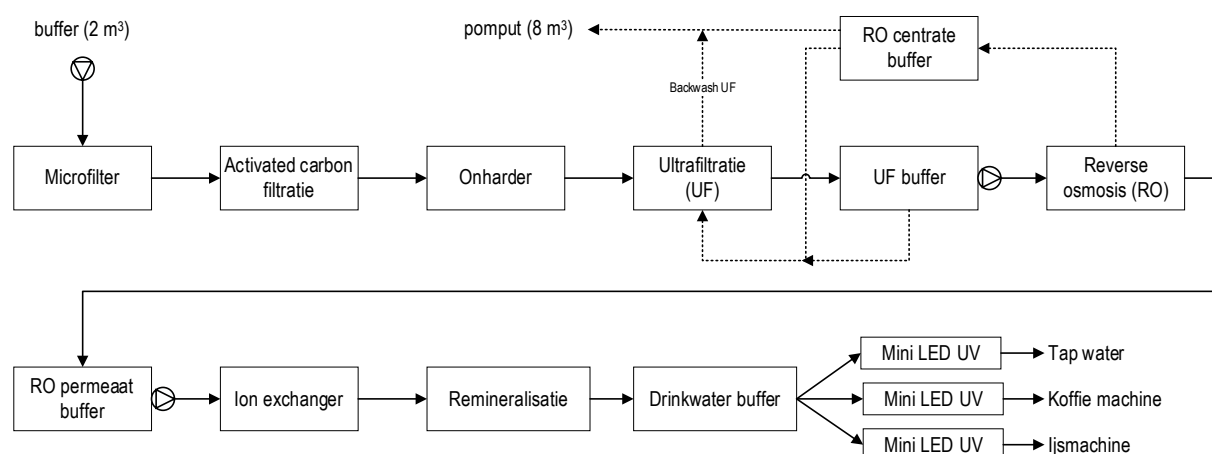 buffer (2 m³)
pomput (8 m³)
RO centrate
buffer
Backwash UF
Microfilter
Activated carbon
filtratie
Onharder
Ultrafiltratie
(UF)
UF buffer
Reverse
osmosis (RO)
RO permeaat
buffer
Ion exchanger
Remineralisatie
Drinkwater buffer
Mini LED UV
Tap water
Mini LED UV
Koffie machine
Mini LED UV
Ijsmachine